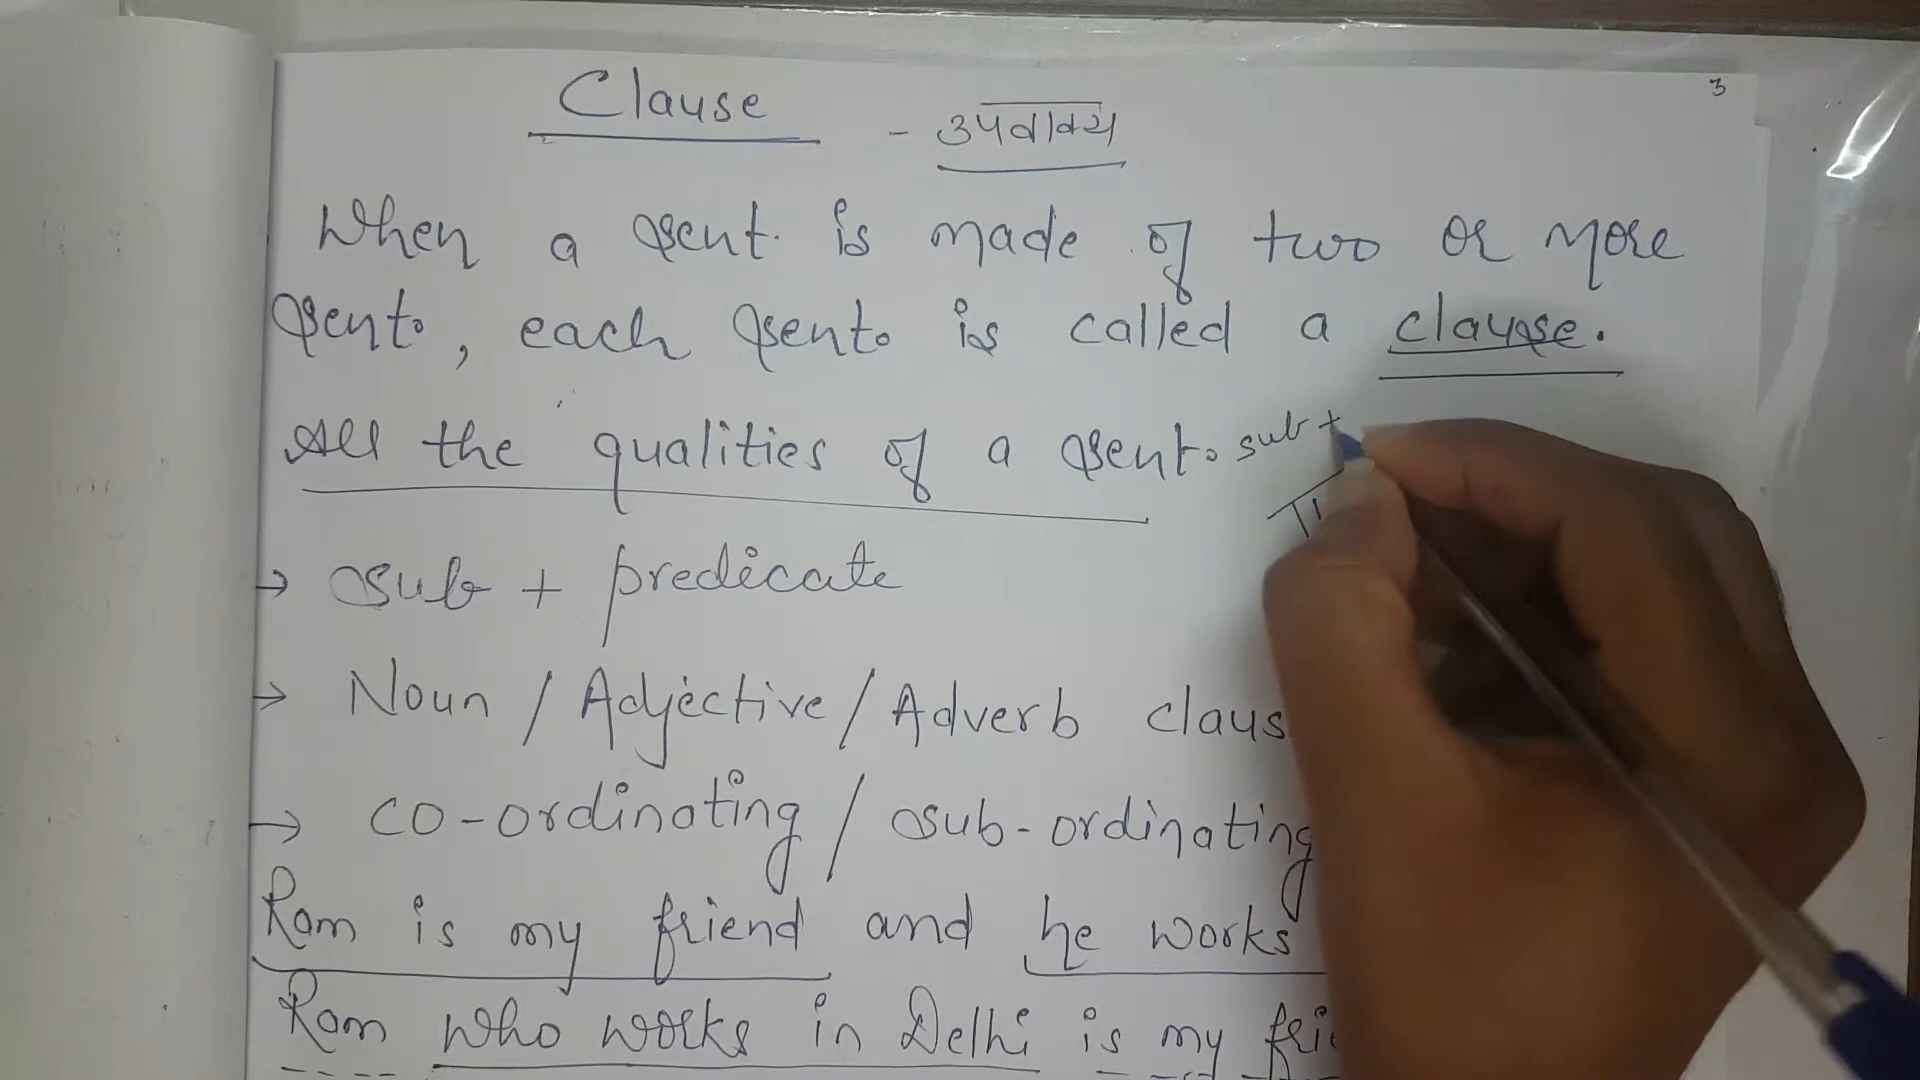 3
Clause - उपवाक्य
When a sent. is made of two or more
sent., each sent. is called a clause.
All the qualities of a sent. sub +
→ sub + predicate
→ Noun / Adjective / Adverb claus
→ co-ordinating / sub-ordinating
Ram is my friend and he works
Ram who works in Delhi is my frie